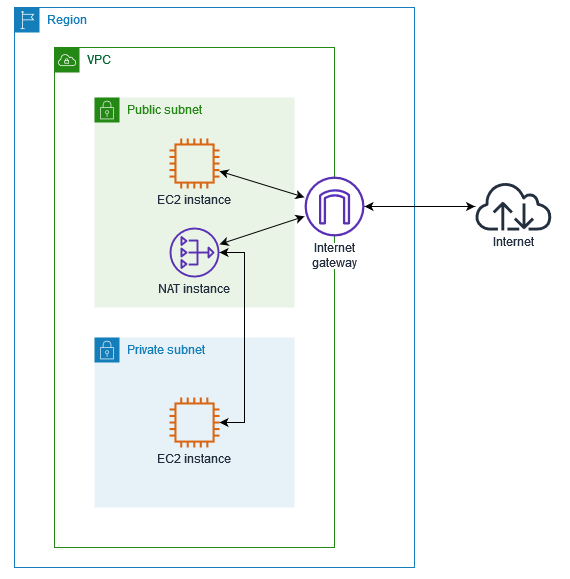 Region
VPC
Public subnet
EC2 instance
Internet
gateway
Internet
NAT instance
Private subnet
EC2 instance